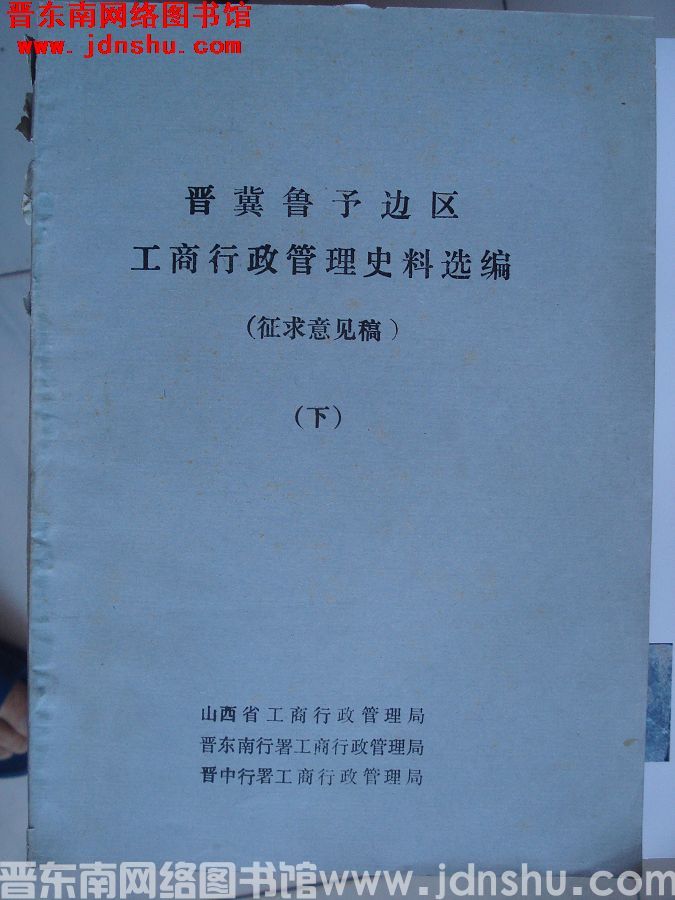 晋东南网络图书馆
www.jdnshu.com
晋冀鲁予边区
工商行政管理史料选编
(征求意见稿)
(下)
山西省工商行政管理局
晋东南行署工商行政管理局
晋中行署工商行政管理局
晋东南网络图书馆 www.jdnshu.com